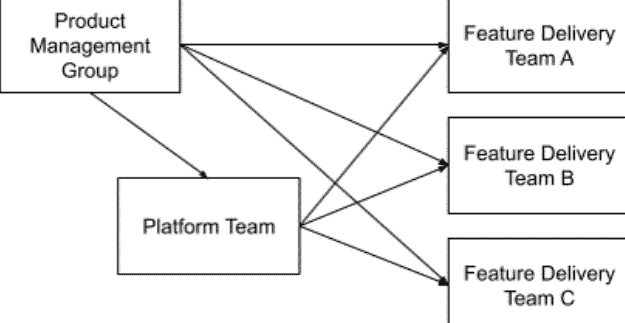 Product
Management
Group
Feature Delivery
Team A
Feature Delivery
Team B
Platform Team
Feature Delivery
Team C